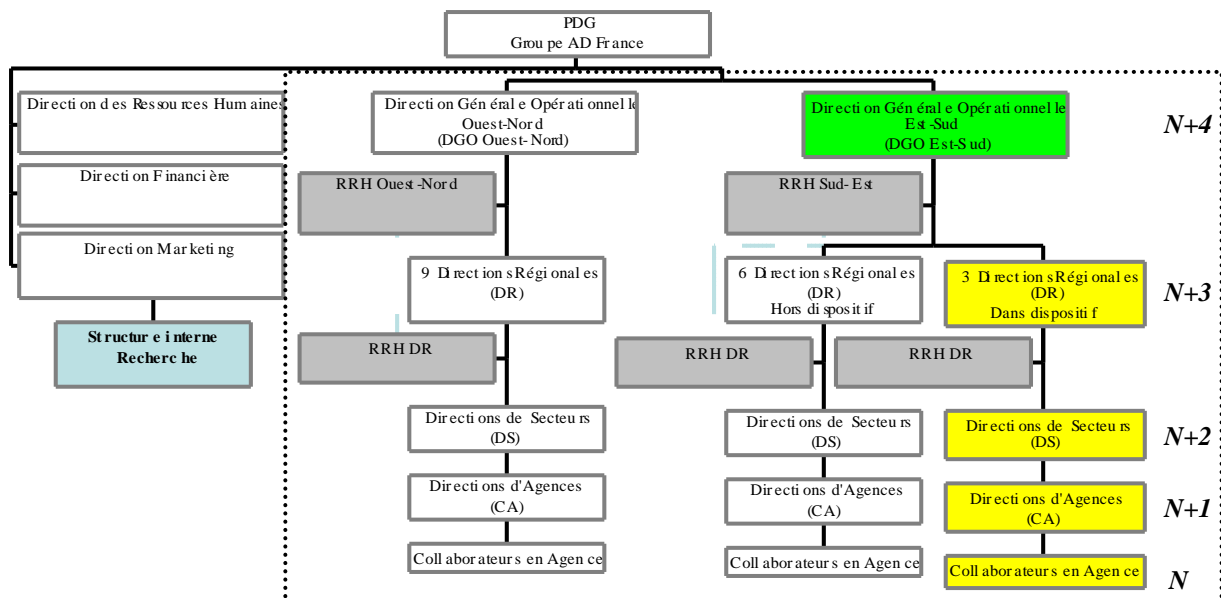 PDG
Groupe AD France
Direction des Ressources Humaines
Direction Financière
Direction Marketing
Structure interne
Recherche
Direction Générale Opérationnelle
Ouest-Nord
(DGO Ouest-Nord)
Direction Générale Opérationnelle
Est-Sud
(DGO Est-Sud)
N+4
RRH Ouest-Nord
RRH Sud-Est
9 Directions Régionales
(DR)
6 Directions Régionales
(DR)
Hors dispositif
3 Directions Régionales
(DR)
Dans dispositif
N+3
RRH DR
RRH DR
RRH DR
Directions de Secteurs
(DS)
Directions de Secteurs
(DS)
Directions de Secteurs
(DS)
N+2
Directions d'Agences
(CA)
Directions d'Agences
(CA)
Directions d'Agences
(CA)
N+1
Collaborateurs en Agence
Collaborateurs en Agence
Collaborateurs en Agence
N